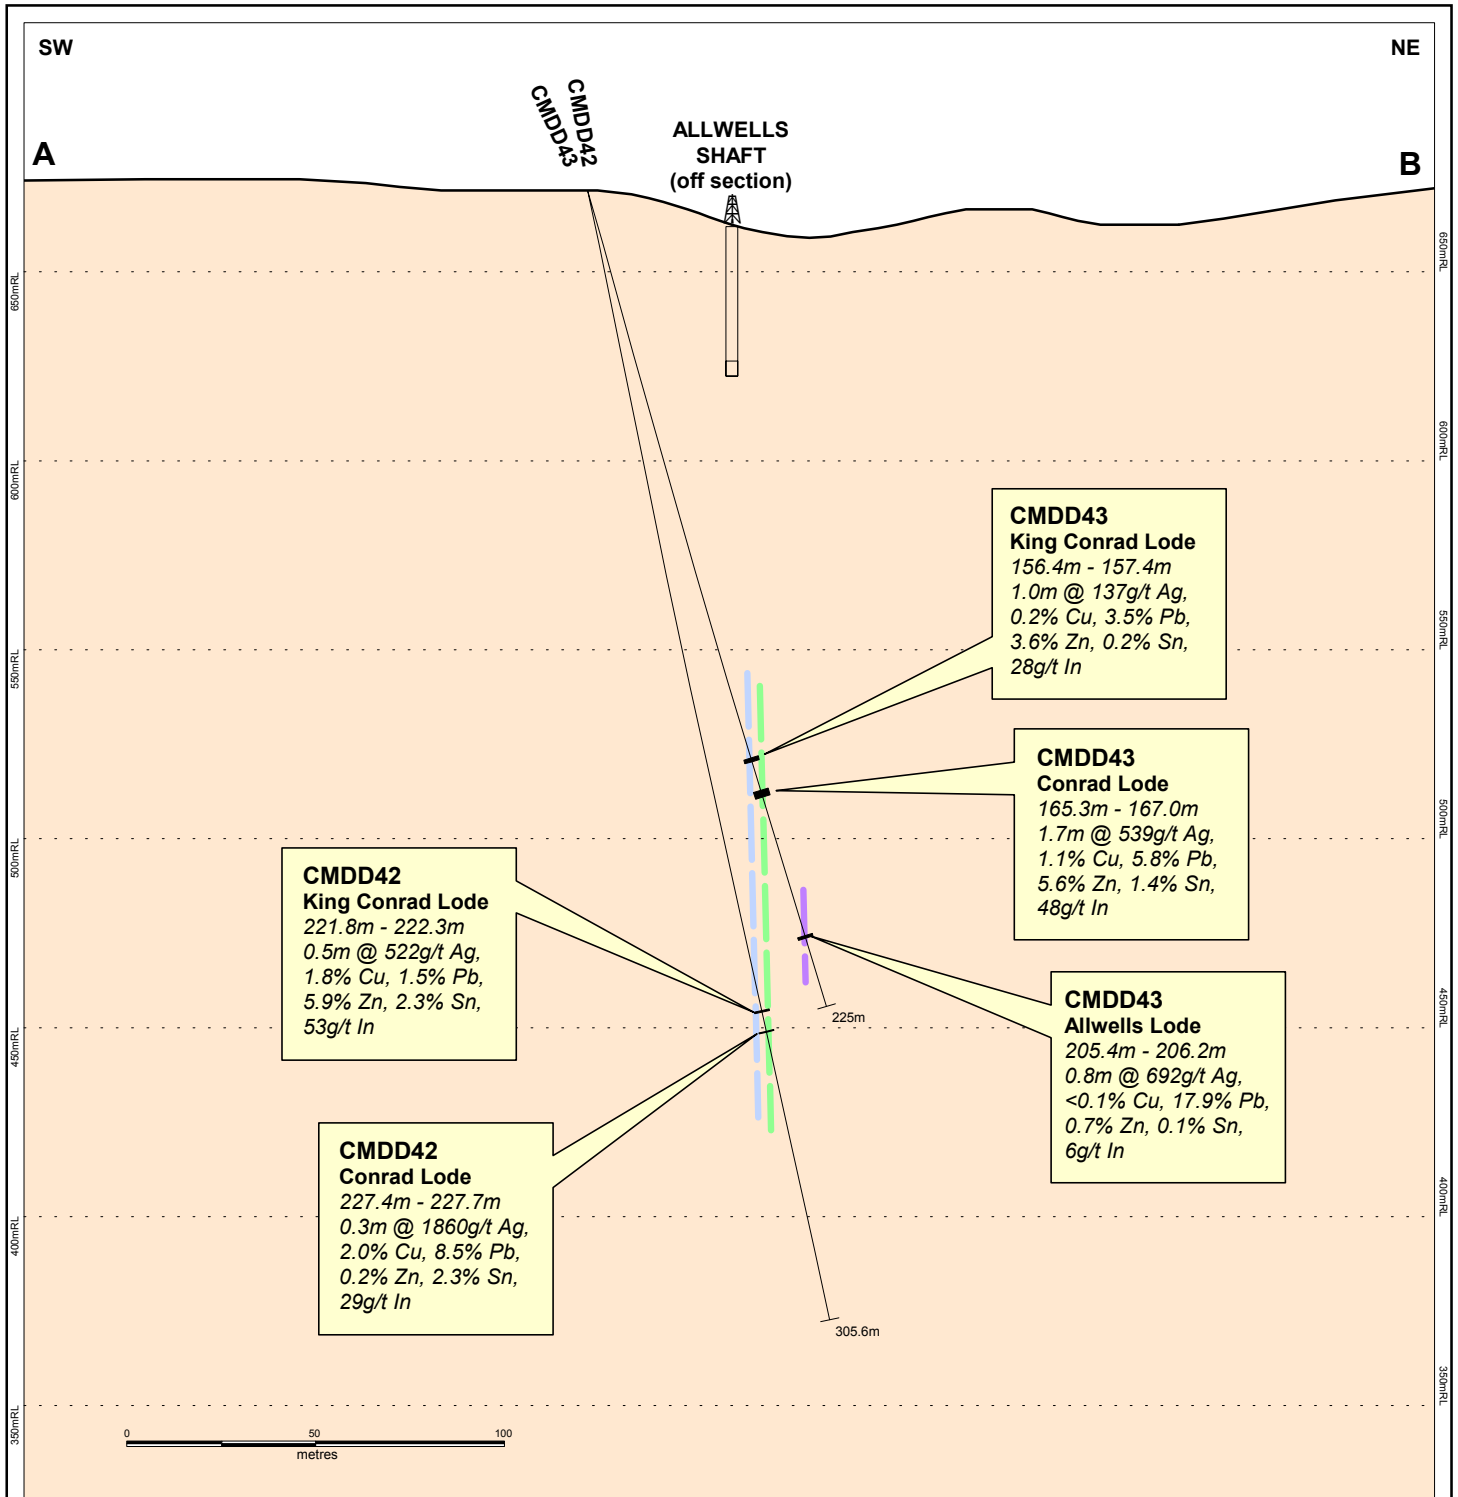 SW
NE
CMDD42
CMDD43
ALLWELLS
SHAFT
(off section)
A
B
650mRL
650mRL
600mRL
600mRL
CMDD43
King Conrad Lode
156.4m - 157.4m
1.0m @ 137g/t Ag,
0.2% Cu, 3.5% Pb,
3.6% Zn, 0.2% Sn,
28g/t In
550mRL
550mRL
CMDD43
Conrad Lode
165.3m - 167.0m
1.7m @ 539g/t Ag,
1.1% Cu, 5.8% Pb,
5.6% Zn, 1.4% Sn,
48g/t In
500mRL
500mRL
CMDD42
King Conrad Lode
221.8m - 222.3m
0.5m @ 522g/t Ag,
1.8% Cu, 1.5% Pb,
5.9% Zn, 2.3% Sn,
53g/t In
CMDD43
Allwells Lode
205.4m - 206.2m
0.8m @ 692g/t Ag,
<0.1% Cu, 17.9% Pb,
0.7% Zn, 0.1% Sn,
6g/t In
225m
450mRL
450mRL
CMDD42
Conrad Lode
227.4m - 227.7m
0.3m @ 1860g/t Ag,
2.0% Cu, 8.5% Pb,
0.2% Zn, 2.3% Sn,
29g/t In
400mRL
400mRL
305.6m
350mRL
350mRL
0 50 100
metres